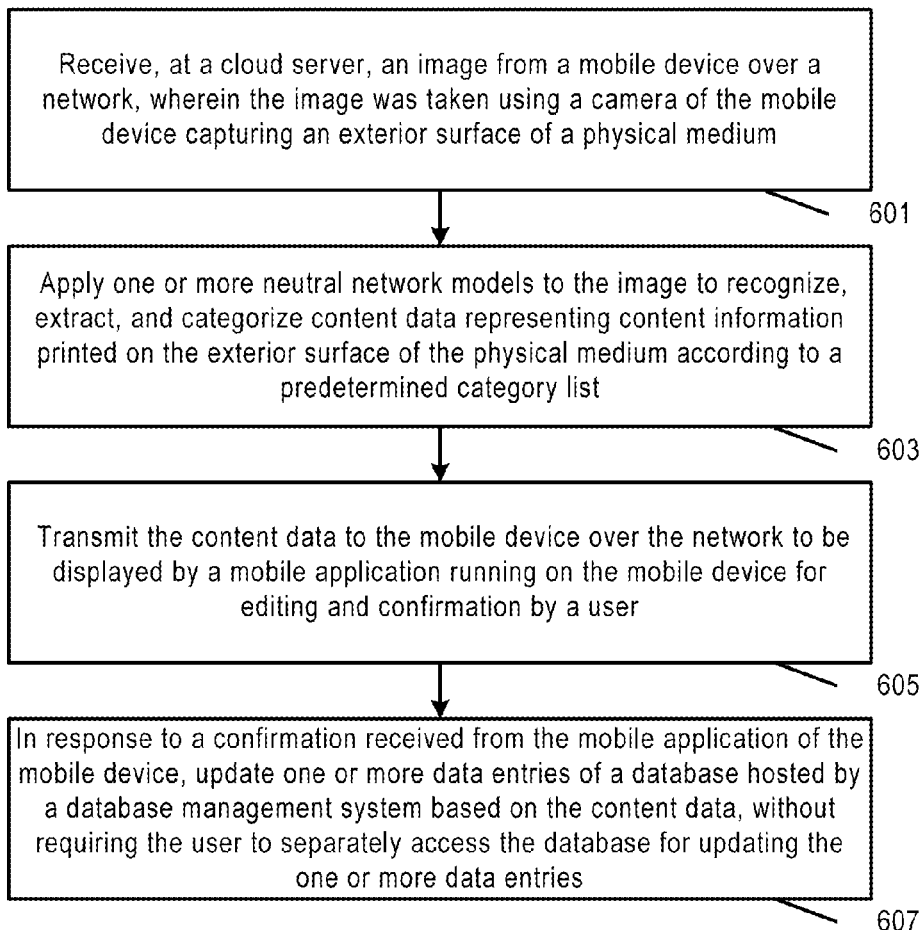 Receive, at a cloud server, an image from a mobile device over a
network, wherein the image was taken using a camera of the mobile
device capturing an exterior surface of a physical medium
601
Apply one or more neutral network models to the image to recognize,
extract, and categorize content data representing content information
printed on the exterior surface of the physical medium according to a
predetermined category list
603
Transmit the content data to the mobile device over the network to be
displayed by a mobile application running on the mobile device for
editing and confirmation by a user
605
In response to a confirmation received from the mobile application of the
mobile device, update one or more data entries of a database hosted by
a database management system based on the content data, without
requiring the user to separately access the database for updating the
one or more data entries
607